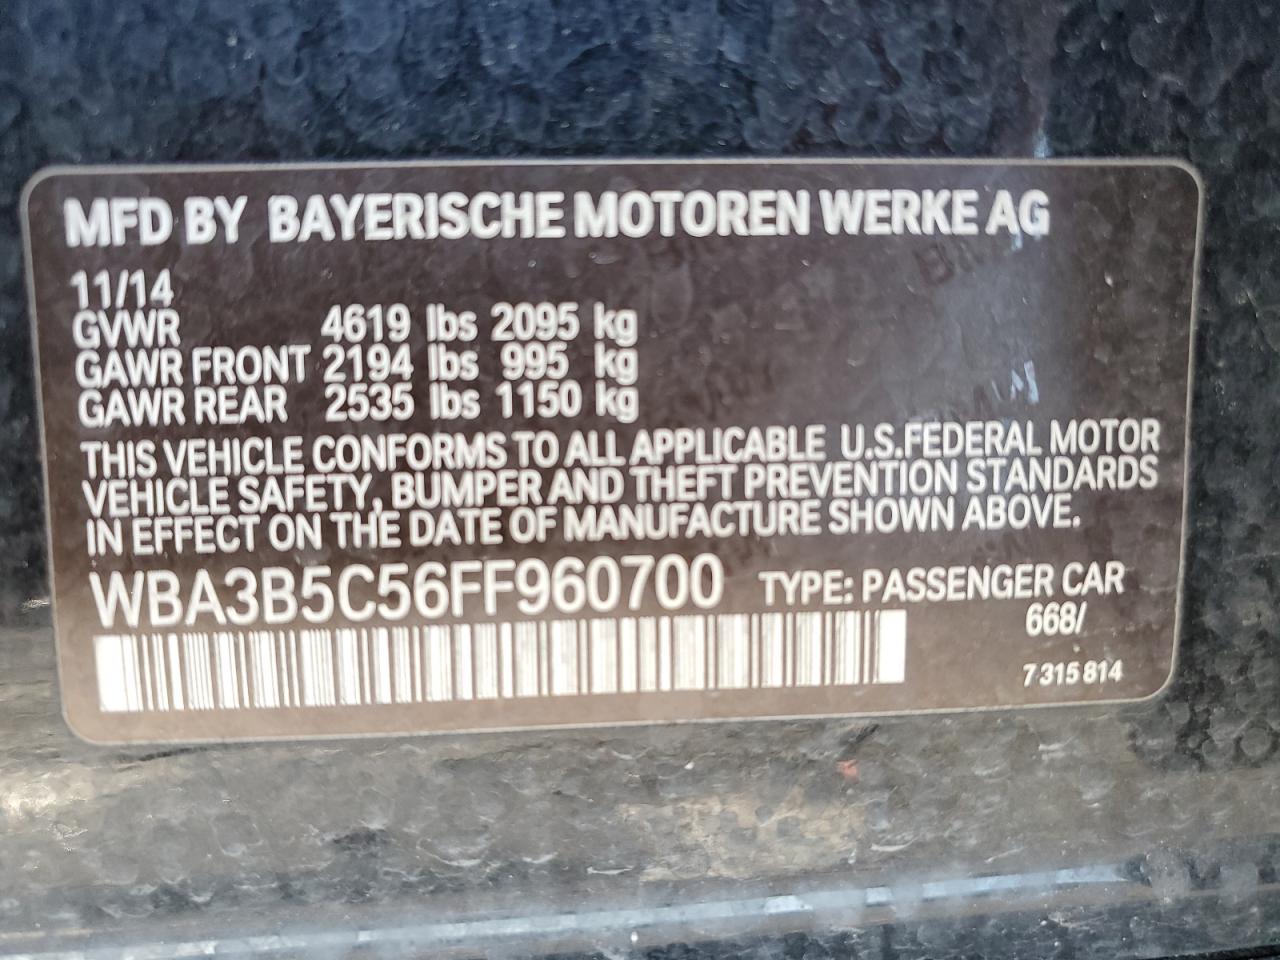 MFD BY BAYERISCHE MOTOREN WERKE AG
11/14
GVWR 4619 lbs 2095 kg
GAWR FRONT 2194 lbs 995 kg
GAWR REAR 2535 lbs 1150 kg
THIS VEHICLE CONFORMS TO ALL APPLICABLE U.S.FEDERAL MOTOR
VEHICLE SAFETY, BUMPER AND THEFT PREVENTION STANDARDS
IN EFFECT ON THE DATE OF MANUFACTURE SHOWN ABOVE.
WBA3B5C56FF960700 TYPE: PASSENGER CAR
668/
7 315 814